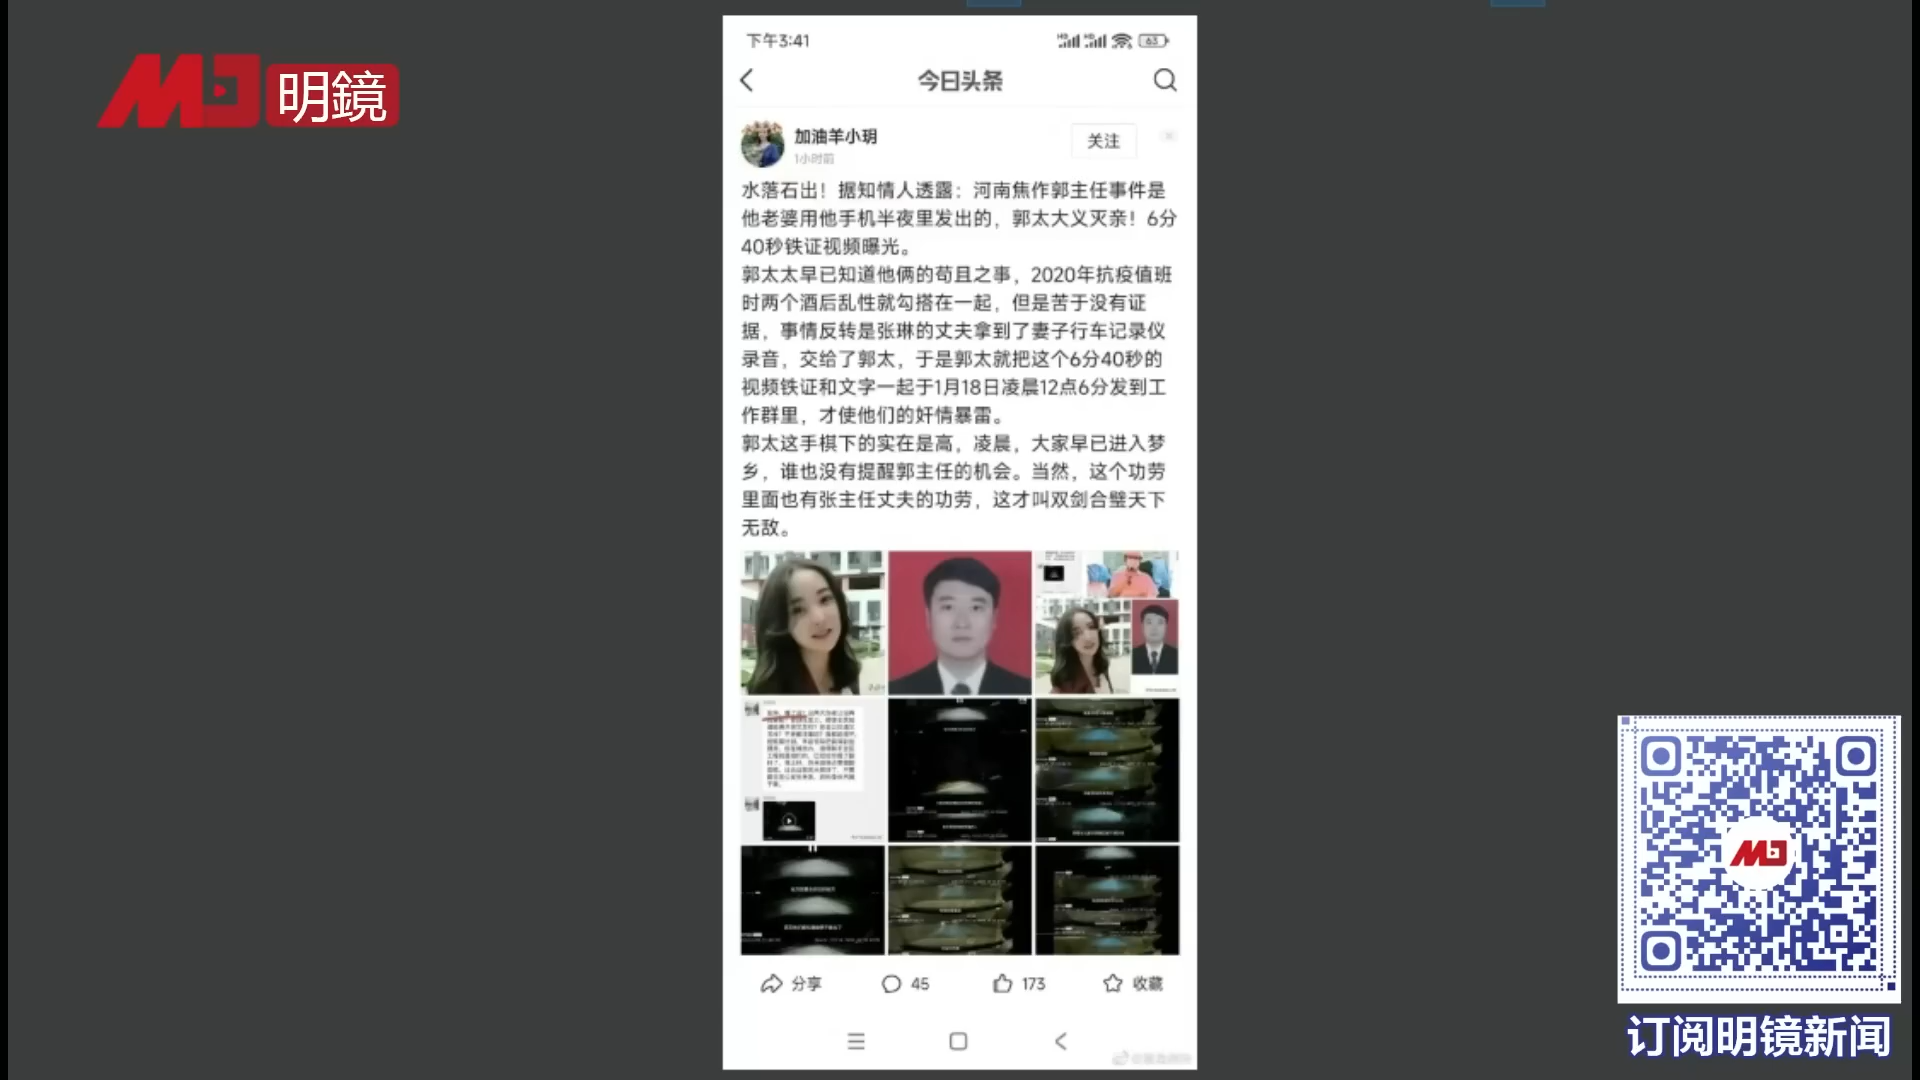 明鏡
下午3:41
63
今日头条
加油羊小玥
1小时前
关注
水落石出！据知情人透露：河南焦作郭主任事件是
他老婆用他手机半夜里发出的，郭太大义灭亲！6分
40秒铁证视频曝光。
郭太太早已知道他俩的苟且之事，2020年抗疫值班
时两个酒后乱性就勾搭在一起，但是苦于没有证
据，事情反转是张琳的丈夫拿到了妻子行车记录仪
录音，交给了郭太，于是郭太就把这个6分40秒的
视频铁证和文字一起于1月18日凌晨12点6分发到工
作群里，才使他们的奸情暴雷。
郭太这手棋下的实在是高，凌晨，大家早已进入梦
乡，谁也没有提醒郭主任的机会。当然，这个功劳
里面也有张主任丈夫的功劳，这才叫双剑合璧天下
无敌。
分享
45
173
收藏
订阅明镜新闻